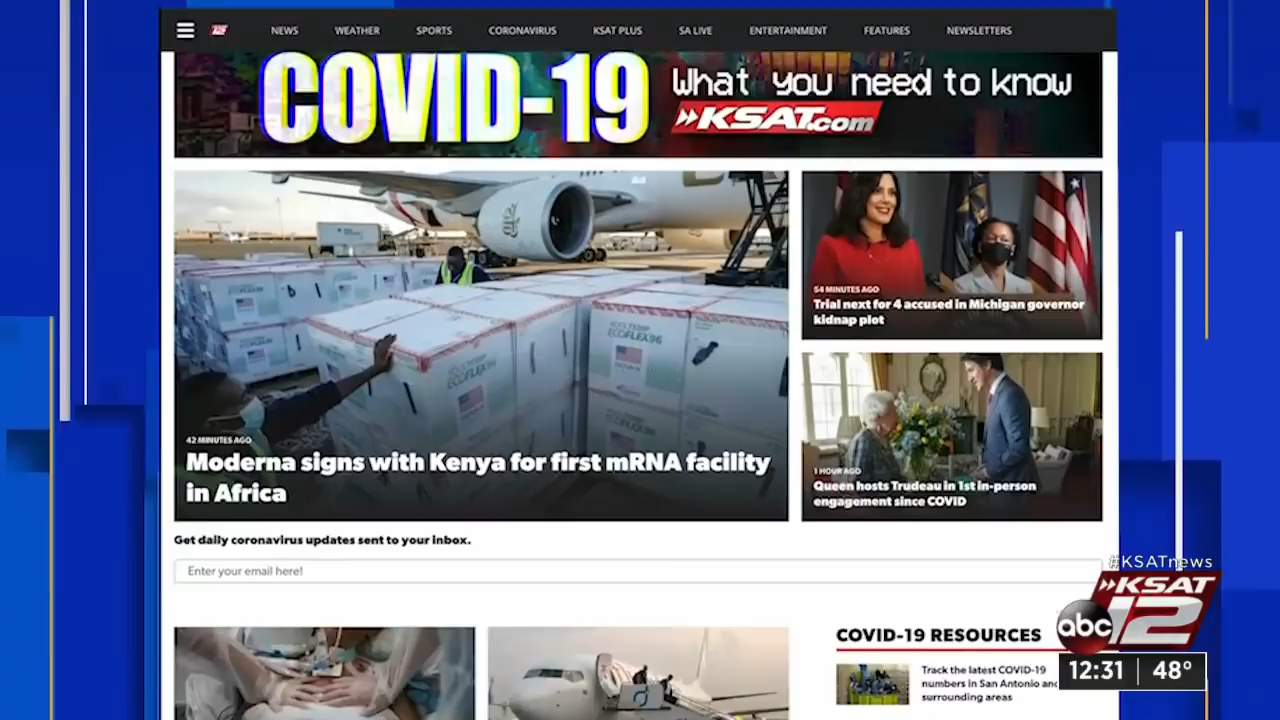 NEWS WEATHER SPORTS CORONAVIRUS KSAT PLUS SA LIVE ENTERTAINMENT FEATURES NEWSLETTERS
COVID-19 What you need to know
KSAT.com
ECOFLEX96
ECOFLEX96
54 MINUTES AGO
Trial next for 4 accused in Michigan governor
kidnap plot
42 MINUTES AGO
Moderna signs with Kenya for first mRNA facility
in Africa
1 HOUR AGO
Queen hosts Trudeau in 1st in-person
engagement since COVID
Get daily coronavirus updates sent to your inbox.
Enter your email here!
#KSATnews
KSAT
abc 12
COVID-19 RESOURCES
Track the latest COVID-19
numbers in San Antonio and
surrounding areas
12:31 48°